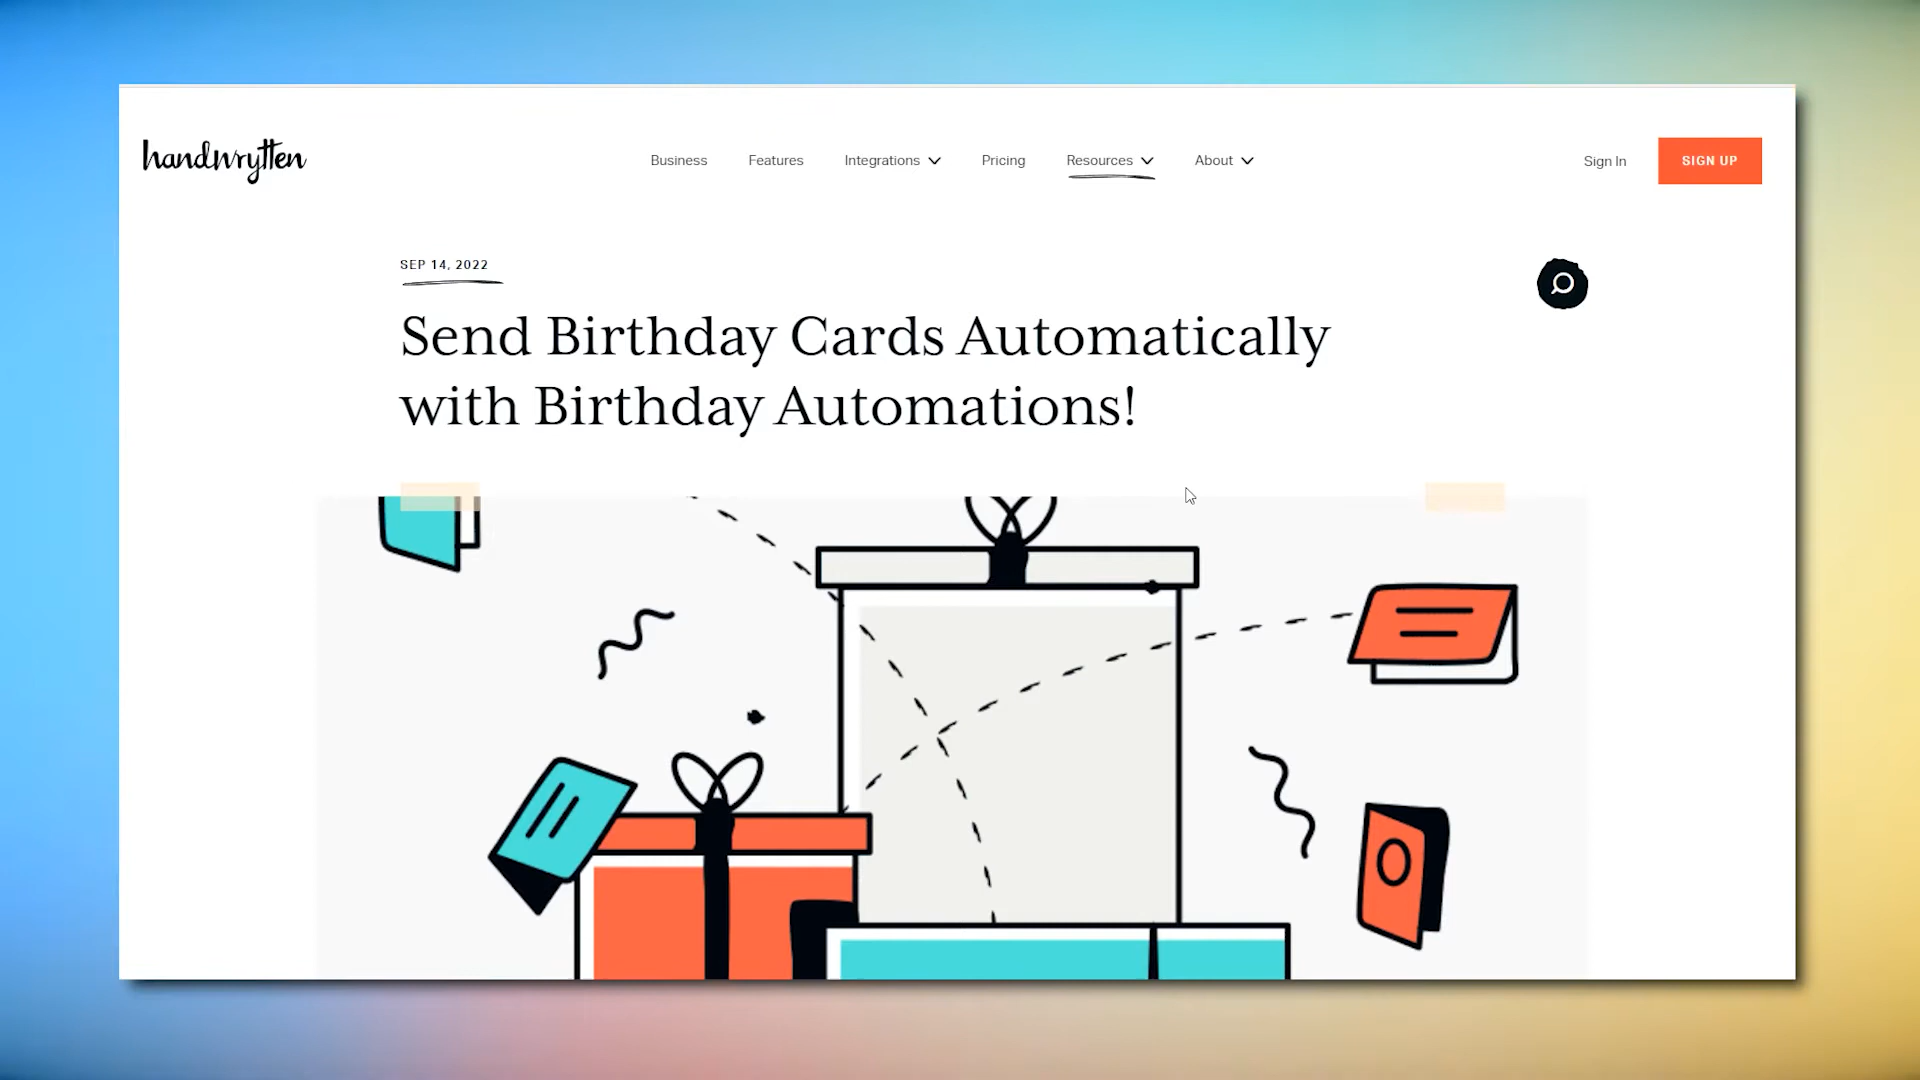 handwrytten
Business Features Integrations Pricing Resources About
Sign In
SIGN UP
SEP 14, 2022
Send Birthday Cards Automatically
with Birthday Automations!